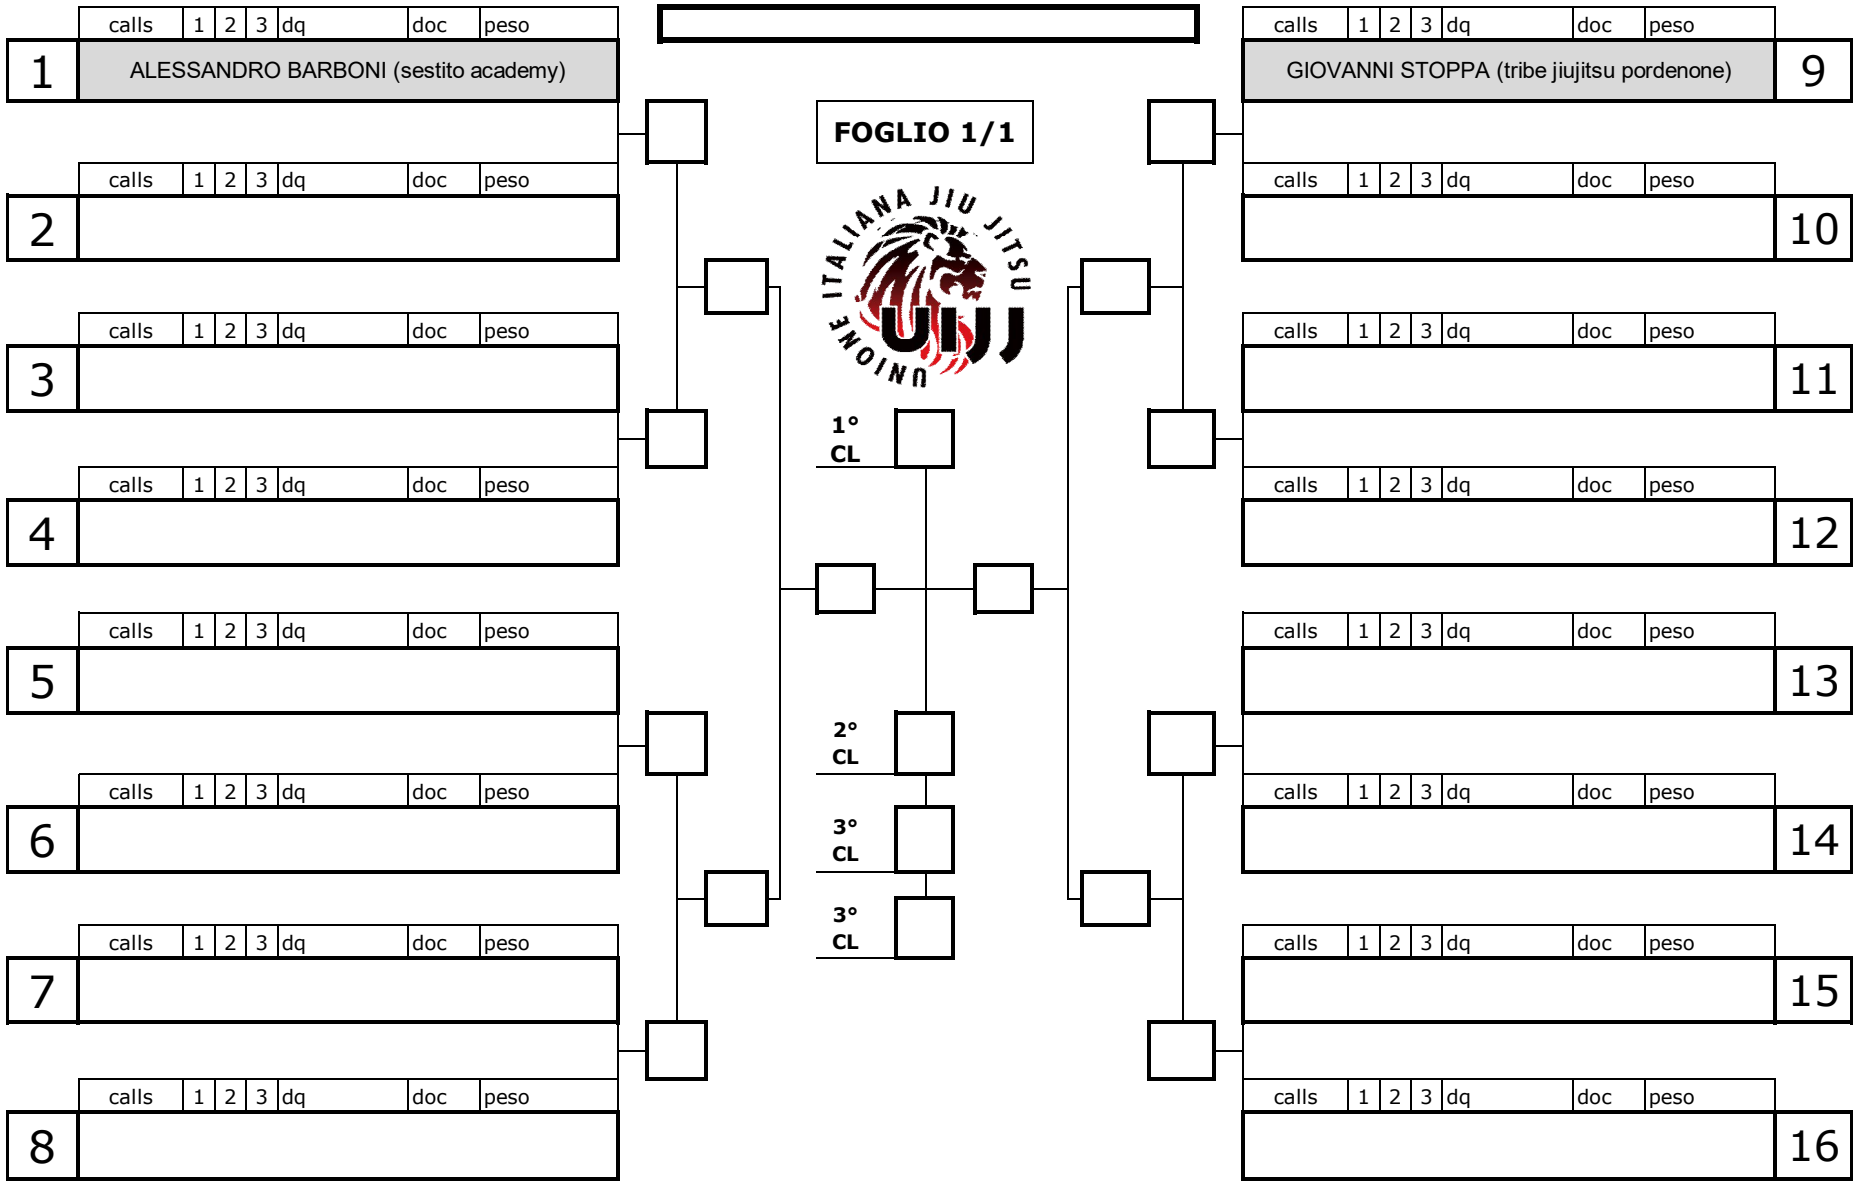 calls 1 2 3 dq doc peso
1 ALESSANDRO BARBONI (sestito academy)
calls 1 2 3 dq doc peso
2
calls 1 2 3 dq doc peso
3
calls 1 2 3 dq doc peso
4
calls 1 2 3 dq doc peso
5
calls 1 2 3 dq doc peso
6
calls 1 2 3 dq doc peso
7
calls 1 2 3 dq doc peso
8
FOGLIO 1/1
UNIONE ITALIANA JIU JITSU
UIJJ
1°
CL
2°
CL
3°
CL
3°
CL
calls 1 2 3 dq doc peso
GIOVANNI STOPPA (tribe jiujitsu pordenone) 9
calls 1 2 3 dq doc peso
10
calls 1 2 3 dq doc peso
11
calls 1 2 3 dq doc peso
12
calls 1 2 3 dq doc peso
13
calls 1 2 3 dq doc peso
14
calls 1 2 3 dq doc peso
15
calls 1 2 3 dq doc peso
16